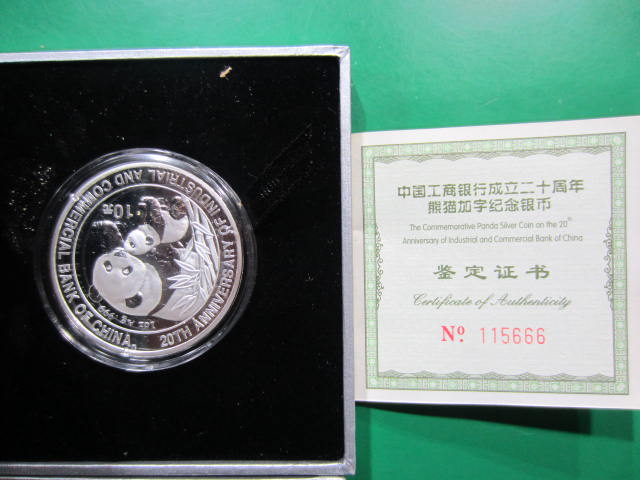 20TH ANNIVERSARY OF INDUSTRIAL AND COMMERCIAL BANK OF CHINA
10元
1oz Ag .999
中国工商银行成立二十周年
熊猫加字纪念银币
The Commemorative Panda Silver Coin on the 20th
Anniversary of Industrial and Commercial Bank of China
鉴定证书
Certificate of Authenticity
No 115666